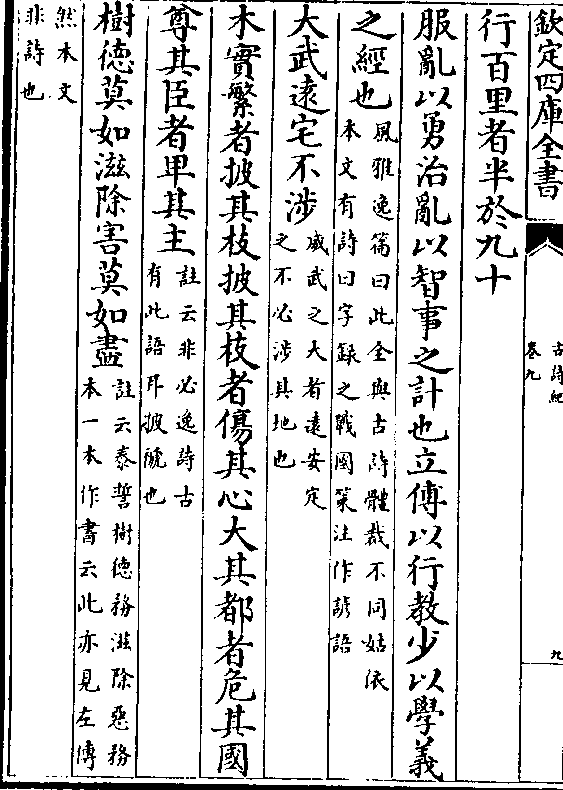 欽定四庫全書
古詩紀
卷九
九
行百里者半於九十
服亂以勇治亂以智事之計也立傅以行教少以學義
之經也
風雅逸篇曰此全與古詩體裁不同姑依
本文有詩曰字録之戰國策注作諺語
大武遠宅不涉
威武之大者遠安定
之不必涉其地也
木實繁者披其枝披其枝者傷其心大其都者危其國
尊其臣者卑其主
註云非必逸詩古
有此語耳披㩻也
樹徳莫如滋除害莫如盡
註云泰誓樹徳務滋除惡務
本一本作書云此亦見左傳
然本文
非詩也